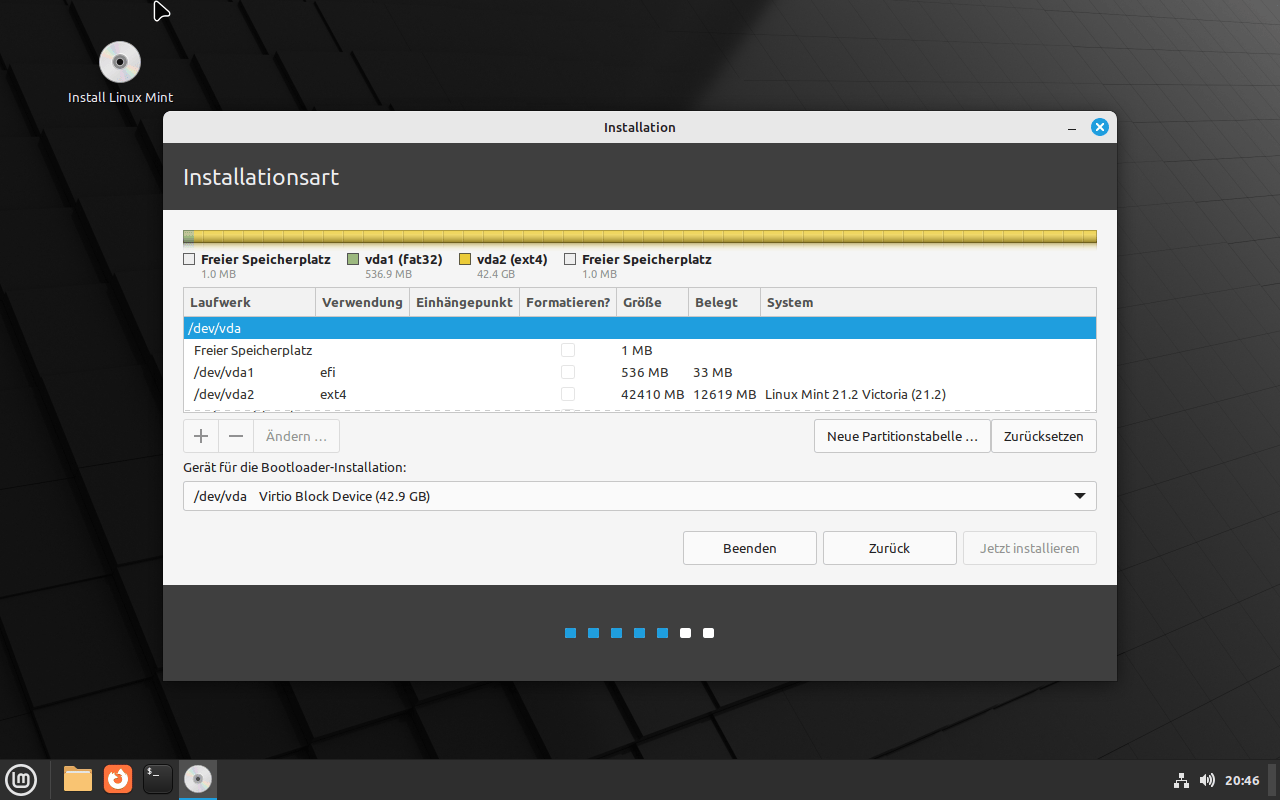 Install Linux Mint
Installation
Installationsart
Freier Speicherplatz vda1 (fat32) vda2 (ext4) Freier Speicherplatz
1.0 MB 536.9 MB 42.4 GB 1.0 MB
Laufwerk Verwendung Einhängepunkt Formatieren? Größe Belegt System
/dev/vda
Freier Speicherplatz 1 MB
/dev/vda1 efi 536 MB 33 MB
/dev/vda2 ext4 42410 MB 12619 MB Linux Mint 21.2 Victoria (21.2)
Ändern ... Neue Partitionstabelle ... Zurücksetzen
Gerät für die Bootloader-Installation:
/dev/vda Virtio Block Device (42.9 GB)
Beenden Zurück Jetzt installieren
20:46